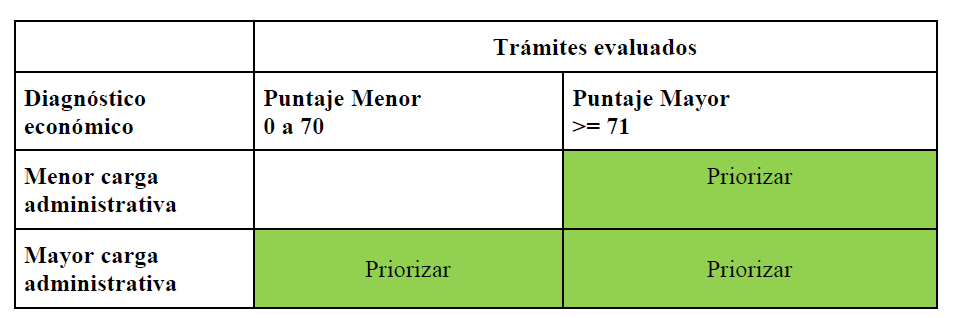 Trámites evaluados
Diagnóstico
económico
Puntaje Menor
0 a 70
Puntaje Mayor
>= 71
Menor carga
administrativa
Priorizar
Mayor carga
administrativa
Priorizar
Priorizar